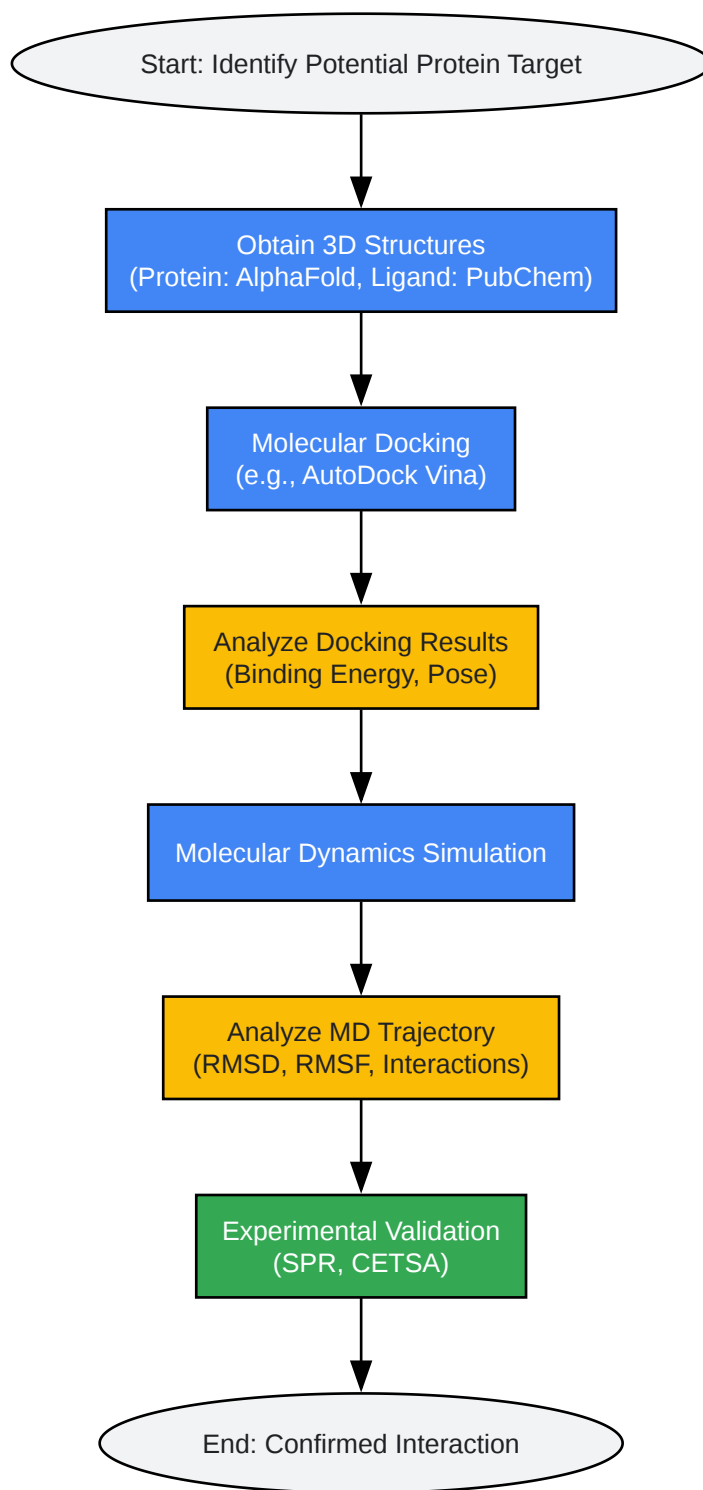 Start: Identify Potential Protein Target
Obtain 3D Structures
(Protein: AlphaFold, Ligand: PubChem)
Molecular Docking
(e.g., AutoDock Vina)
Analyze Docking Results
(Binding Energy, Pose)
Molecular Dynamics Simulation
Analyze MD Trajectory
(RMSD, RMSF, Interactions)
Experimental Validation
(SPR, CETSA)
End: Confirmed Interaction